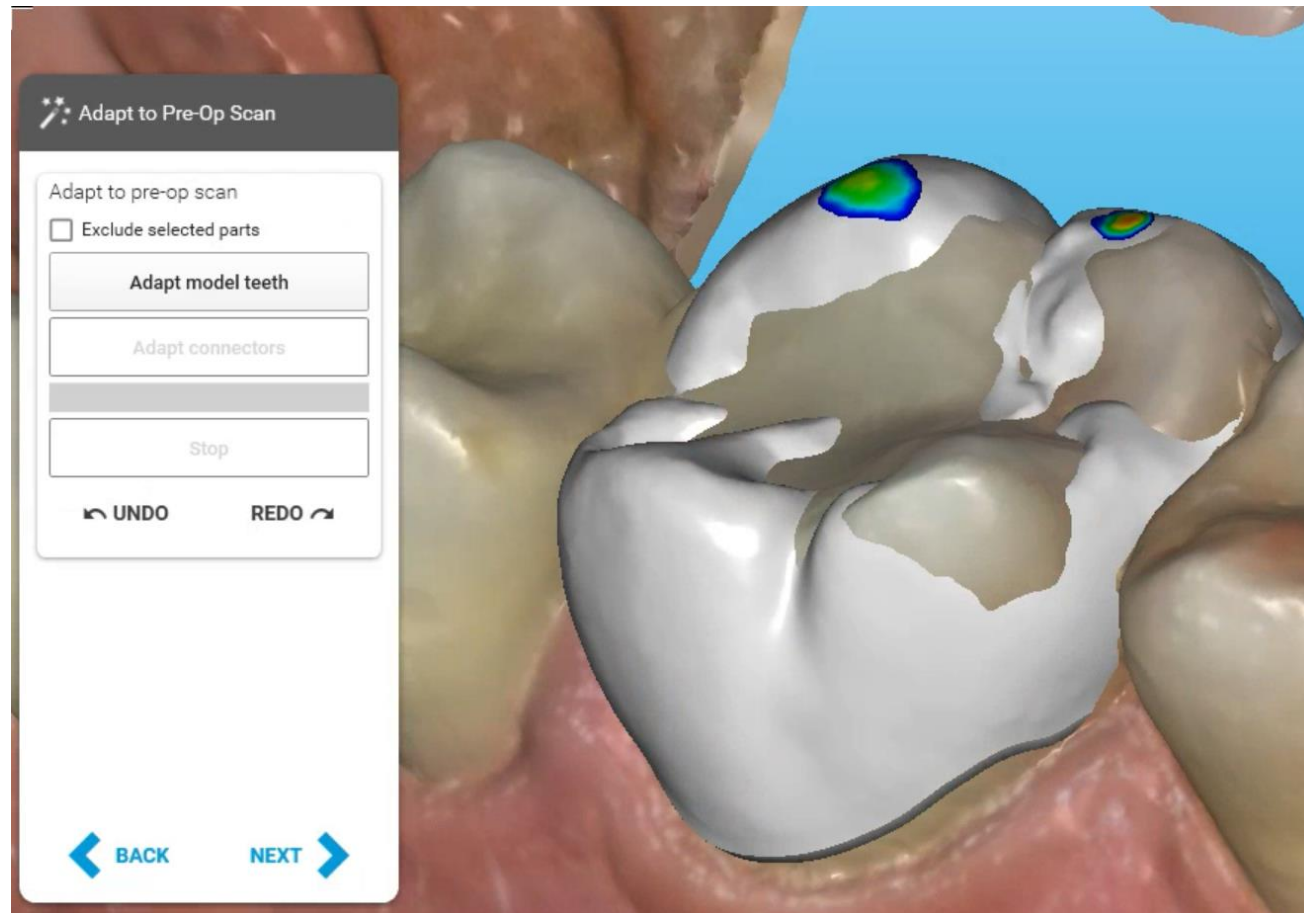 Adapt to Pre-Op Scan
Adapt to pre-op scan
Exclude selected parts
Adapt model teeth
Adapt connectors
Stop
UNDO REDO
BACK NEXT